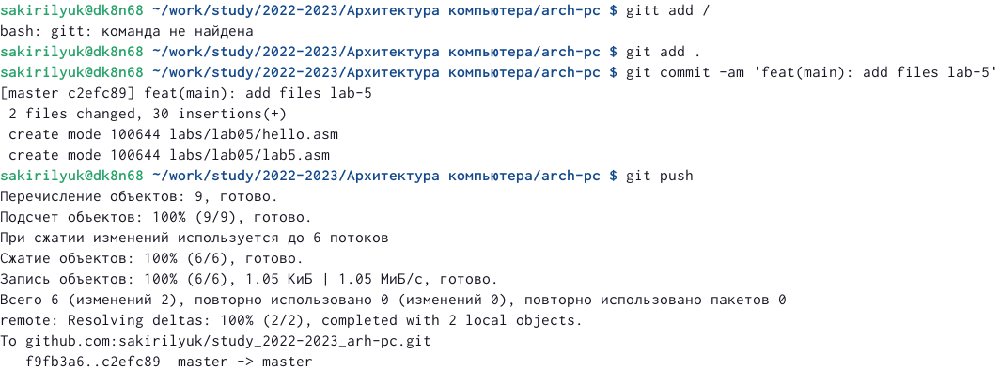 sakirilyuk@dk8n68 ~/work/study/2022-2023/Архитектура компьютера/arch-pc $ gitt add /
bash: gitt: команда не найдена
sakirilyuk@dk8n68 ~/work/study/2022-2023/Архитектура компьютера/arch-pc $ git add .
sakirilyuk@dk8n68 ~/work/study/2022-2023/Архитектура компьютера/arch-pc $ git commit -am 'feat(main): add files lab-5'
[master c2efc89] feat(main): add files lab-5
 2 files changed, 30 insertions(+)
 create mode 100644 labs/lab05/hello.asm
 create mode 100644 labs/lab05/lab5.asm
sakirilyuk@dk8n68 ~/work/study/2022-2023/Архитектура компьютера/arch-pc $ git push
Перечисление объектов: 9, готово.
Подсчет объектов: 100% (9/9), готово.
При сжатии изменений используется до 6 потоков
Сжатие объектов: 100% (6/6), готово.
Запись объектов: 100% (6/6), 1.05 КиБ | 1.05 МиБ/с, готово.
Всего 6 (изменений 2), повторно использовано 0 (изменений 0), повторно использовано пакетов 0
remote: Resolving deltas: 100% (2/2), completed with 2 local objects.
To github.com:sakirilyuk/study_2022-2023_arh-pc.git
   f9fb3a6..c2efc89  master -> master